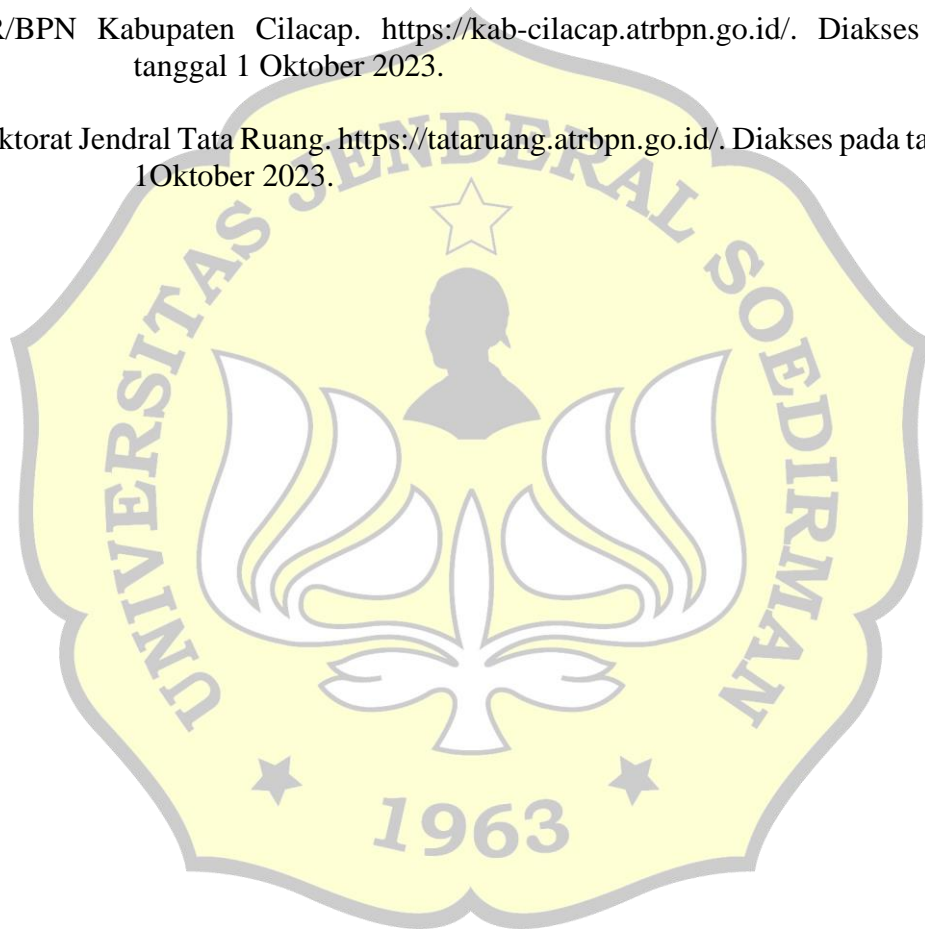 R/BPN Kabupaten Cilacap. https://kab-cilacap.atrbpn.go.id/. Diakses
tanggal 1 Oktober 2023.
ktorat Jendral Tata Ruang. https://tataruang.atrbpn.go.id/. Diakses pada ta
1Oktober 2023.
UNIVERSITAS JENDERAL SOEDIRMAN
1963